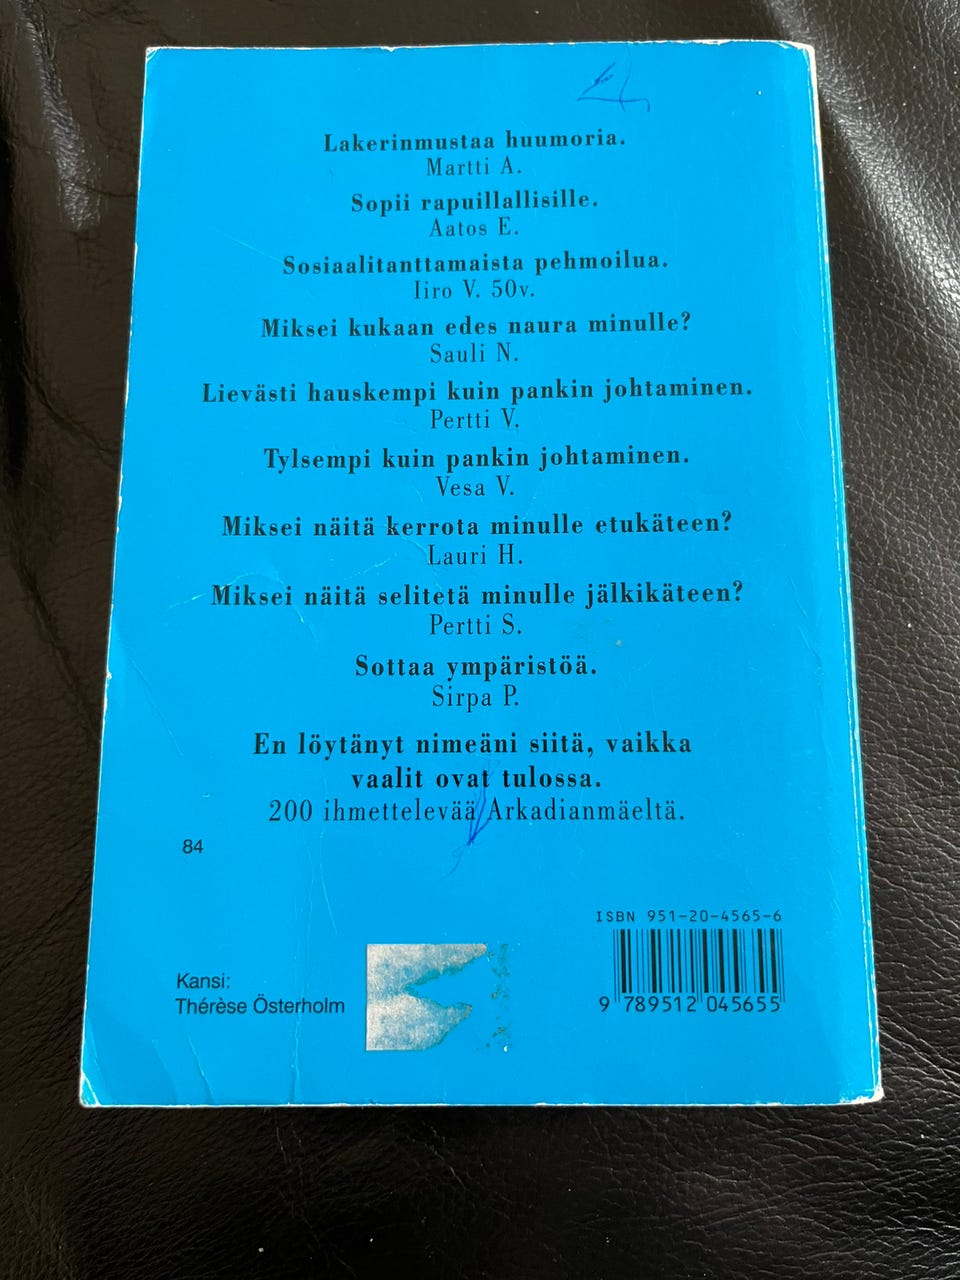 Lakerinmustaa huumoria.
Martti A.
Sopii rapuillallisille.
Aatos E.
Sosiaalitanttamaista pehmoilua.
Iiro V. 50v.
Miksei kukaan edes naura minulle?
Sauli N.
Lievästi hauskempi kuin pankin johtaminen.
Pertti V.
Tylsempi kuin pankin johtaminen.
Vesa V.
Miksei näitä kerrota minulle etukäteen?
Lauri H.
Miksei näitä selitetä minulle jälkikäteen?
Pertti S.
Sottaa ympäristöä.
Sirpa P.
En löytänyt nimeäni siitä, vaikka
vaalit ovat tulossa.
200 ihmettelevää Arkadianmäeltä.
84
ISBN 951-20-4565-6
Kansi:
Thérèse Österholm
9 789512 045655